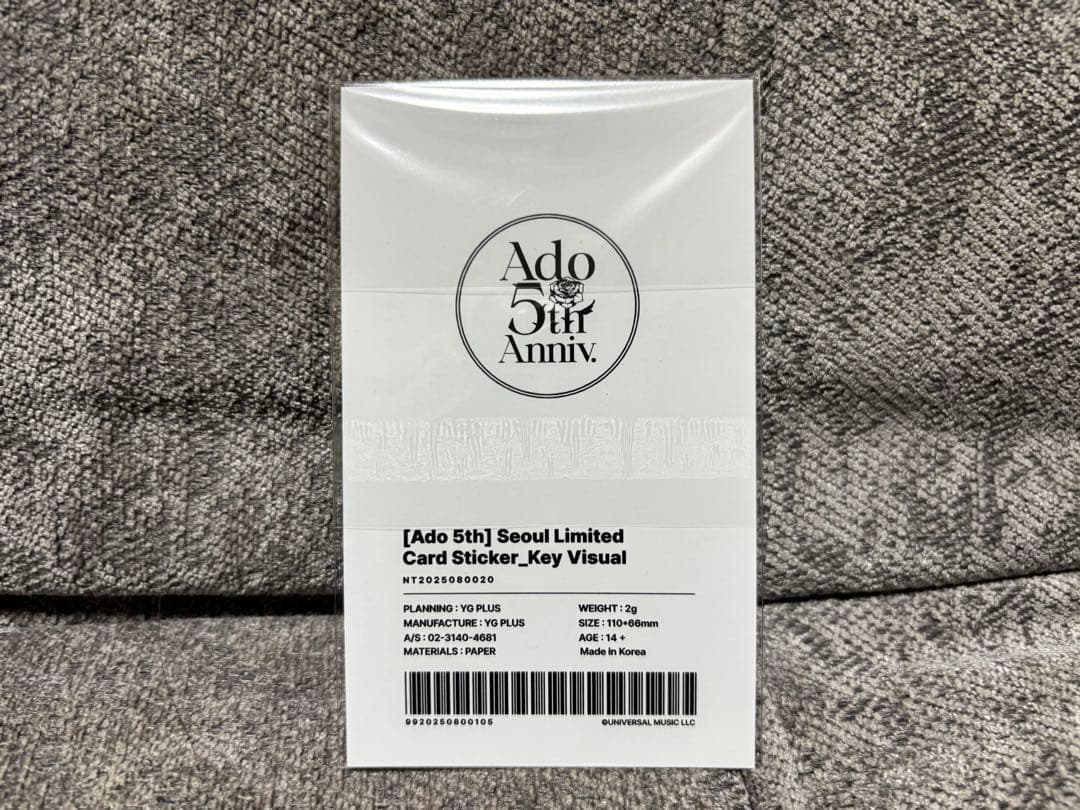 Ado
5th
Anniv.
[Ado 5th] Seoul Limited
Card Sticker_Key Visual
NT2025080020
PLANNING : YG PLUS
MANUFACTURE : YG PLUS
A/S : 02-3140-4681
MATERIALS : PAPER
WEIGHT : 2g
SIZE : 110*66mm
AGE : 14 +
Made in Korea
9920250800105
©UNIVERSAL MUSIC LLC